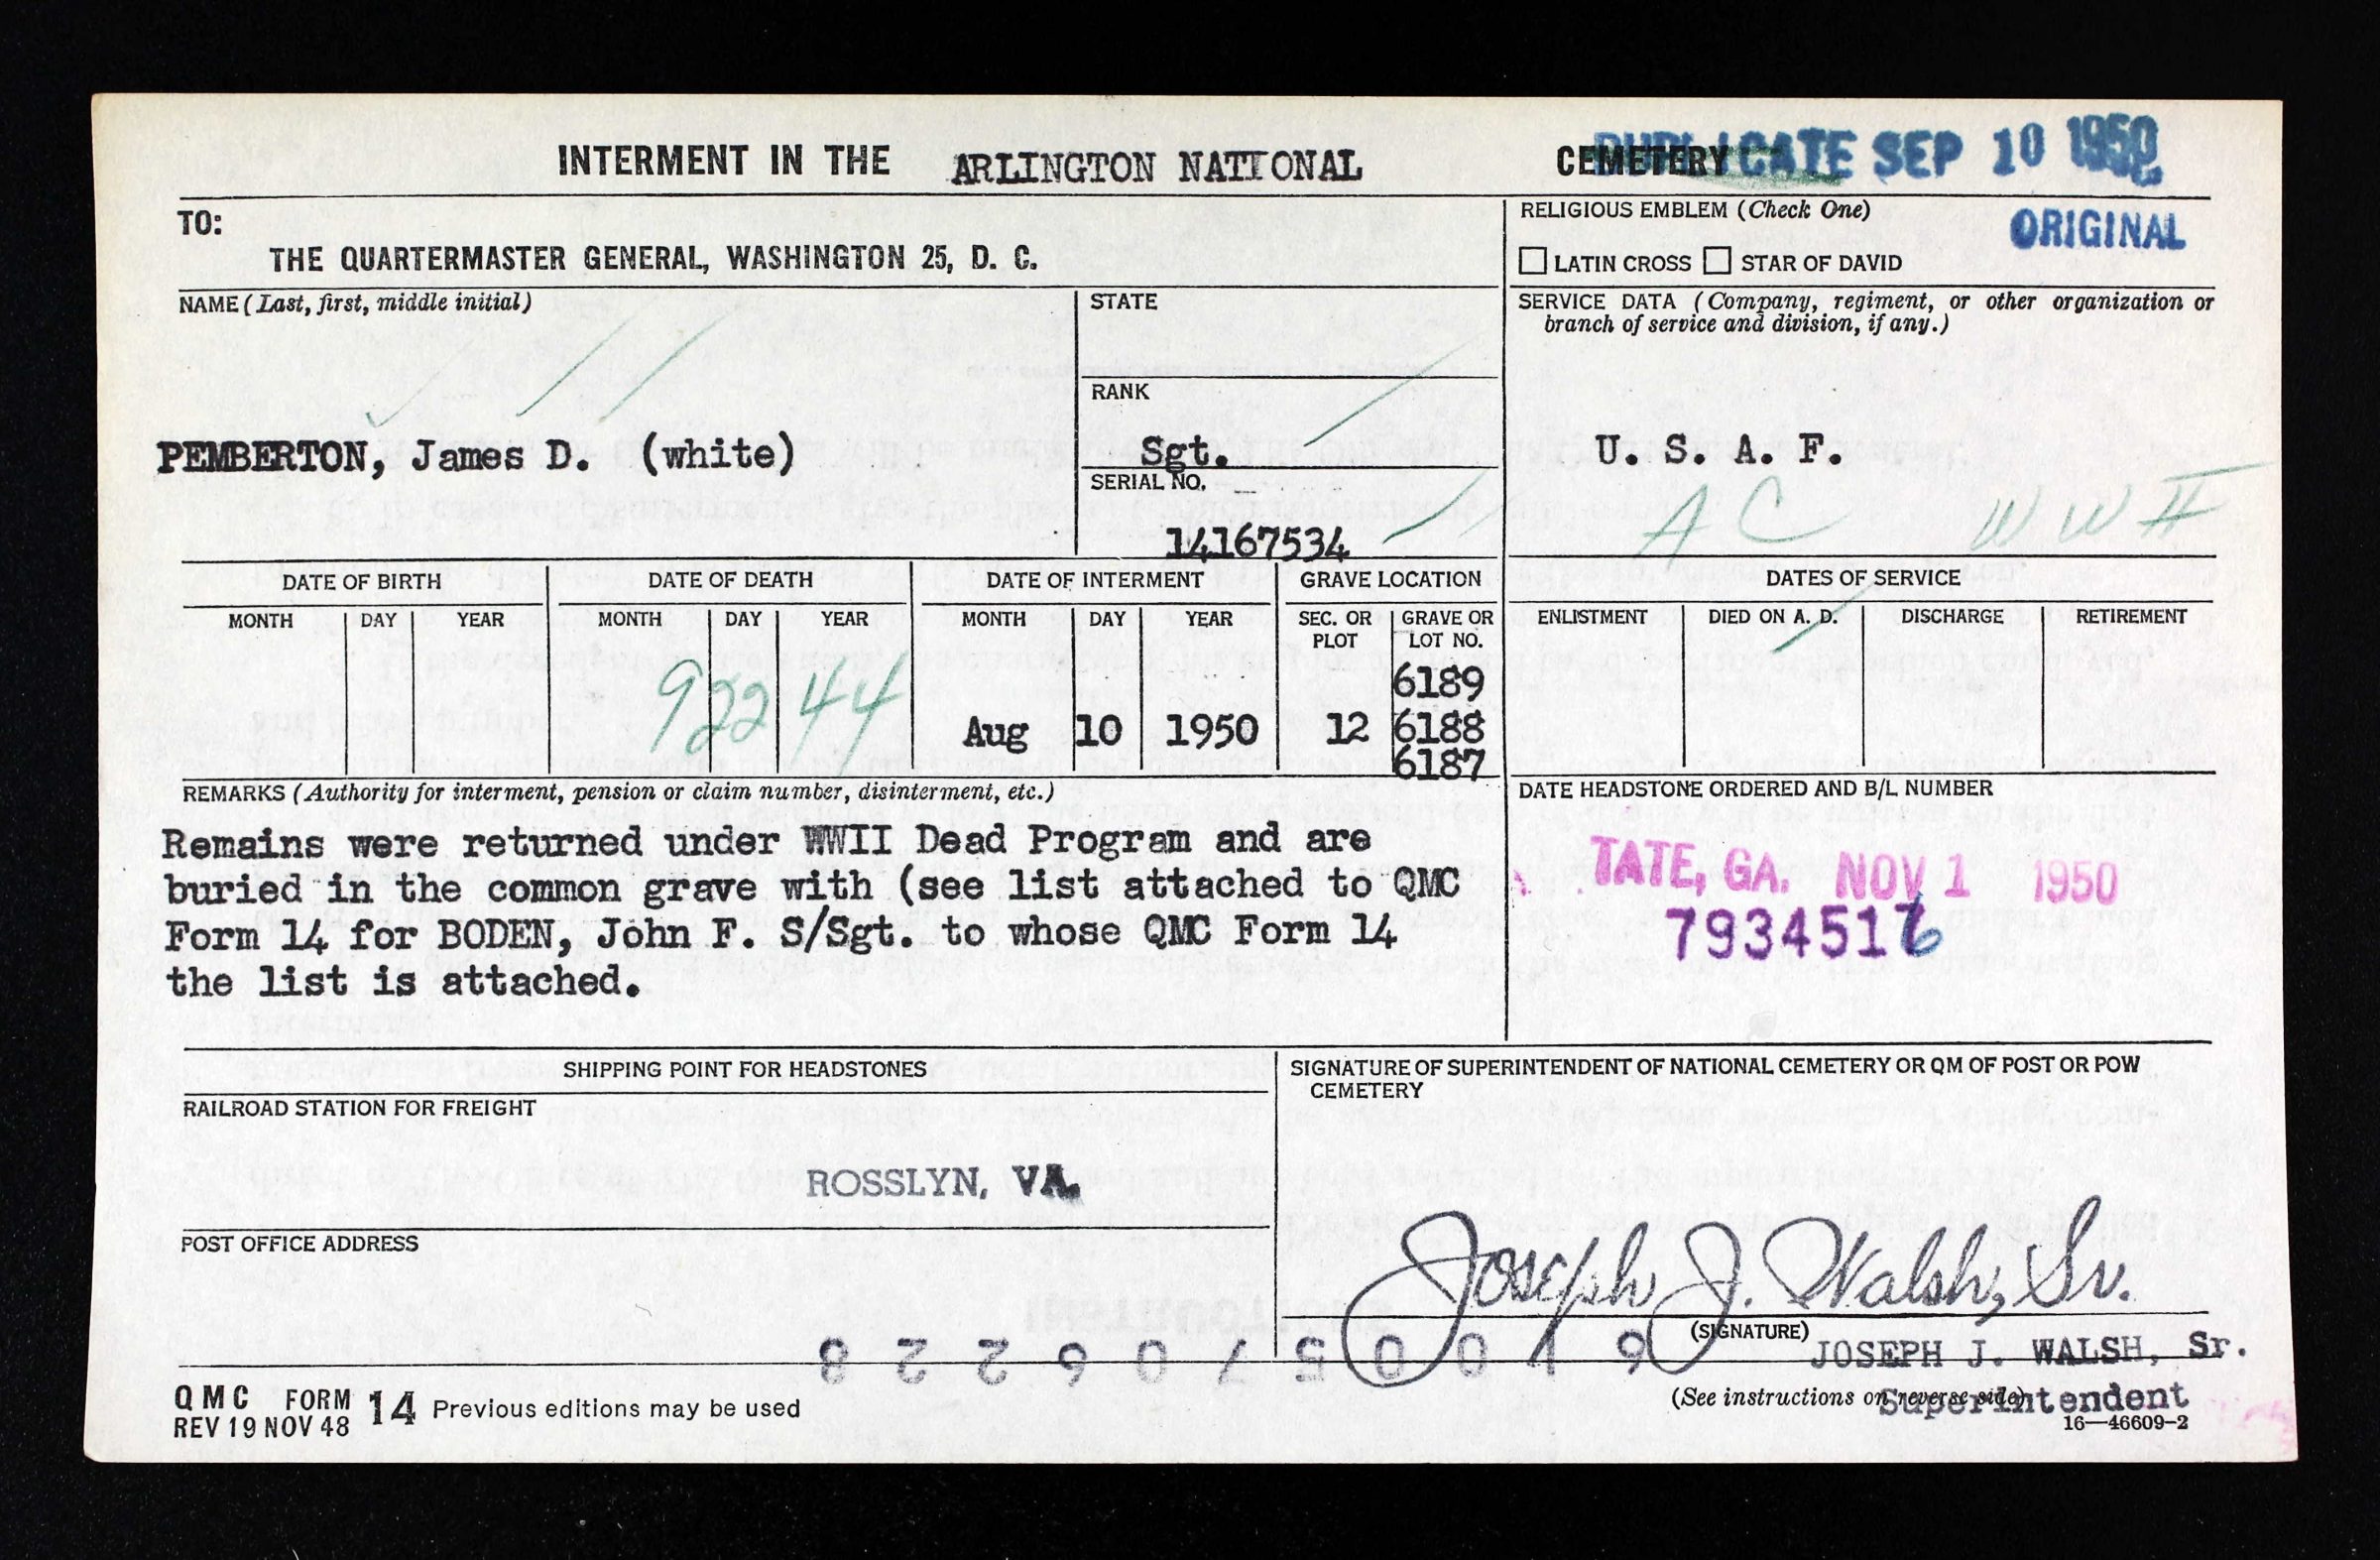 INTERMENT IN THE ARLINGTON NATIONAL CEMETERY
DUPLICATE SEP 10 1950
TO:
THE QUARTERMASTER GENERAL, WASHINGTON 25, D. C.
RELIGIOUS EMBLEM (Check One)
ORIGINAL
LATIN CROSS STAR OF DAVID
NAME (Last, first, middle initial)
PEMBERTON, James D. (white)
STATE
RANK
Sgt.
SERIAL NO.
14167534
SERVICE DATA (Company, regiment, or other organization or
branch of service and division, if any.)
U. S. A. F.
A C WW II
DATE OF BIRTH DATE OF DEATH DATE OF INTERMENT GRAVE LOCATION DATES OF SERVICE
MONTH DAY YEAR MONTH DAY YEAR MONTH DAY YEAR SEC. OR PLOT GRAVE OR LOT NO. ENLISTMENT DIED ON A. D. DISCHARGE RETIREMENT
6189
9 22 44 Aug 10 1950 12 6188
6187
REMARKS (Authority for interment, pension or claim number, disinterment, etc.)
Remains were returned under WWII Dead Program and are
buried in the common grave with (see list attached to QMC
Form 14 for BODEN, John F. S/Sgt. to whose QMC Form 14
the list is attached.
DATE HEADSTONE ORDERED AND B/L NUMBER
TATE, GA. NOV 1 1950
7934516
SHIPPING POINT FOR HEADSTONES
RAILROAD STATION FOR FREIGHT
ROSSLYN, VA.
POST OFFICE ADDRESS
SIGNATURE OF SUPERINTENDENT OF NATIONAL CEMETERY OR QM OF POST OR POW
CEMETERY
Joseph J. Walsh, Sr.
(SIGNATURE)
JOSEPH J. WALSH, Sr.
Superintendent
(See instructions on reverse side)
16—46609-2
QMC FORM 14 Previous editions may be used
REV 19 NOV 48